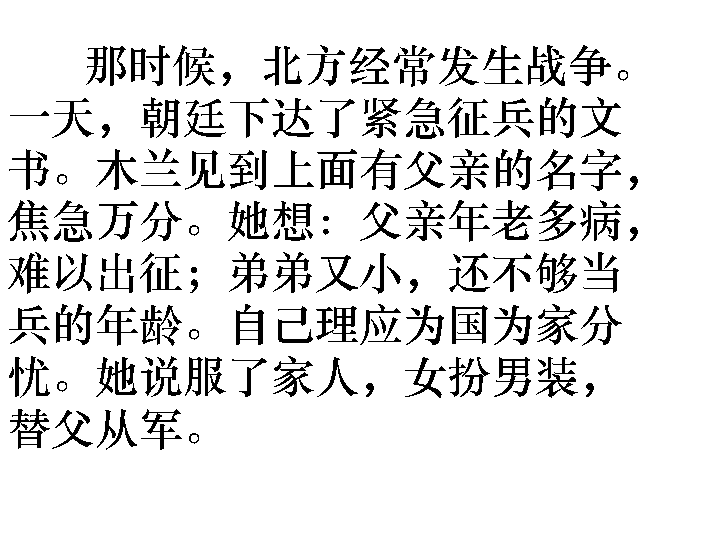 那时候，北方经常发生战争。
一天，朝廷下达了紧急征兵的文
书。木兰见到上面有父亲的名字，
焦急万分。她想：父亲年老多病，
难以出征；弟弟又小，还不够当
兵的年龄。自己理应为国为家分
忧。她说服了家人，女扮男装，
替父从军。